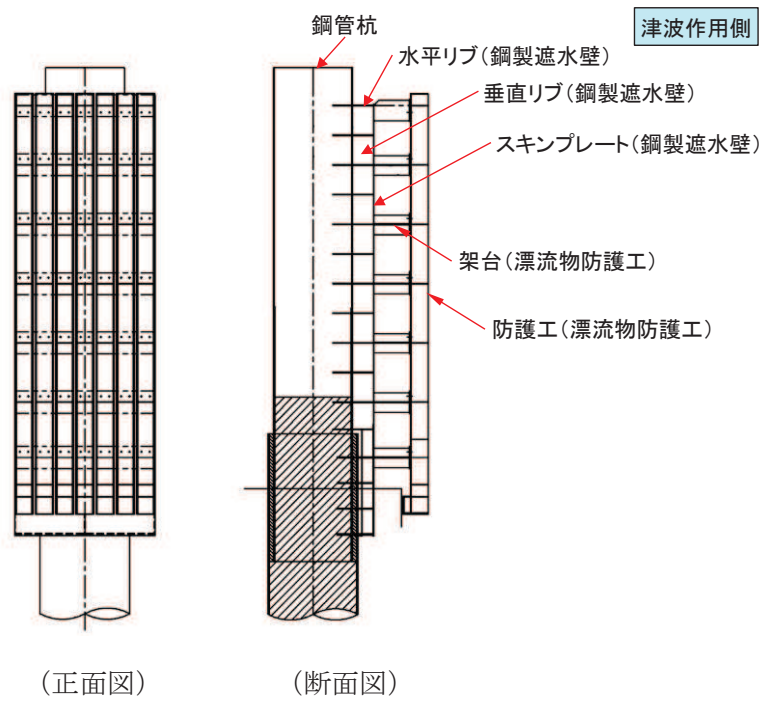 津波作用側
鋼管杭
水平リブ（鋼製遮水壁）
垂直リブ（鋼製遮水壁）
スキンプレート（鋼製遮水壁）
架台（漂流物防護工）
防護工（漂流物防護工）
（正面図）
（断面図）